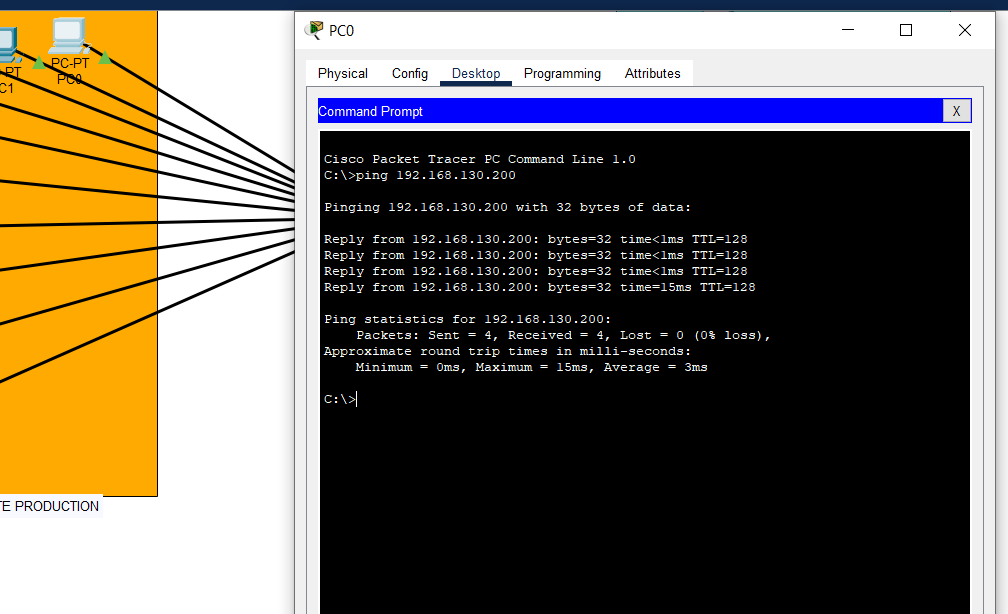 PC0
Physical Config Desktop Programming Attributes
Command Prompt X
Cisco Packet Tracer PC Command Line 1.0
C:\>ping 192.168.130.200
Pinging 192.168.130.200 with 32 bytes of data:
Reply from 192.168.130.200: bytes=32 time<1ms TTL=128
Reply from 192.168.130.200: bytes=32 time<1ms TTL=128
Reply from 192.168.130.200: bytes=32 time<1ms TTL=128
Reply from 192.168.130.200: bytes=32 time=15ms TTL=128
Ping statistics for 192.168.130.200:
Packets: Sent = 4, Received = 4, Lost = 0 (0% loss),
Approximate round trip times in milli-seconds:
Minimum = 0ms, Maximum = 15ms, Average = 3ms
C:\>
PC-PT
PC0
PT
C1
TE PRODUCTION